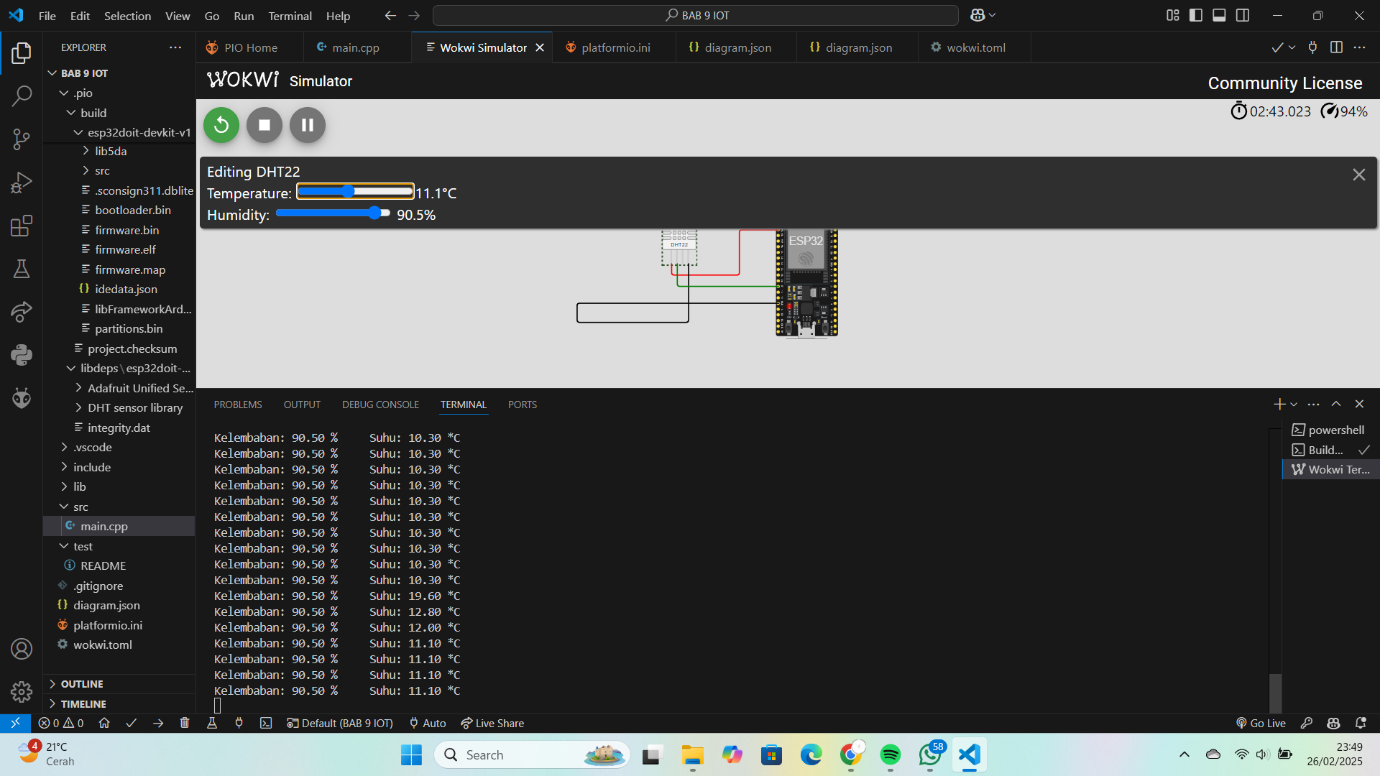 File Edit Selection View Go Run Terminal Help
BAB 9 IOT
EXPLORER
PIO Home
main.cpp
Wokwi Simulator
platformio.ini
diagram.json
diagram.json
wokwi.toml
BAB 9 IOT
.pio
build
esp32doit-devkit-v1
lib5da
src
.sconsign311.dblite
bootloader.bin
firmware.bin
firmware.elf
firmware.map
idedata.json
libFrameworkArd...
partitions.bin
project.checksum
libdeps\esp32doit-...
Adafruit Unified Se...
DHT sensor library
integrity.dat
.vscode
include
lib
src
main.cpp
test
README
.gitignore
diagram.json
platformio.ini
wokwi.toml
OUTLINE
TIMELINE
WOKWi Simulator
Community License
02:43.023 94%
Editing DHT22
Temperature: 11.1°C
Humidity: 90.5%
DHT22
ESP32
PROBLEMS OUTPUT DEBUG CONSOLE TERMINAL PORTS
Kelembaban: 90.50 % Suhu: 10.30 *C
Kelembaban: 90.50 % Suhu: 10.30 *C
Kelembaban: 90.50 % Suhu: 10.30 *C
Kelembaban: 90.50 % Suhu: 10.30 *C
Kelembaban: 90.50 % Suhu: 10.30 *C
Kelembaban: 90.50 % Suhu: 10.30 *C
Kelembaban: 90.50 % Suhu: 10.30 *C
Kelembaban: 90.50 % Suhu: 10.30 *C
Kelembaban: 90.50 % Suhu: 10.30 *C
Kelembaban: 90.50 % Suhu: 10.30 *C
Kelembaban: 90.50 % Suhu: 19.60 *C
Kelembaban: 90.50 % Suhu: 12.80 *C
Kelembaban: 90.50 % Suhu: 12.00 *C
Kelembaban: 90.50 % Suhu: 11.10 *C
Kelembaban: 90.50 % Suhu: 11.10 *C
Kelembaban: 90.50 % Suhu: 11.10 *C
Kelembaban: 90.50 % Suhu: 11.10 *C
powershell
Build...
Wokwi Ter...
0 0 Default (BAB 9 IOT) Auto Live Share Go Live
4
21°C
Cerah
Search
58
23:49
26/02/2025